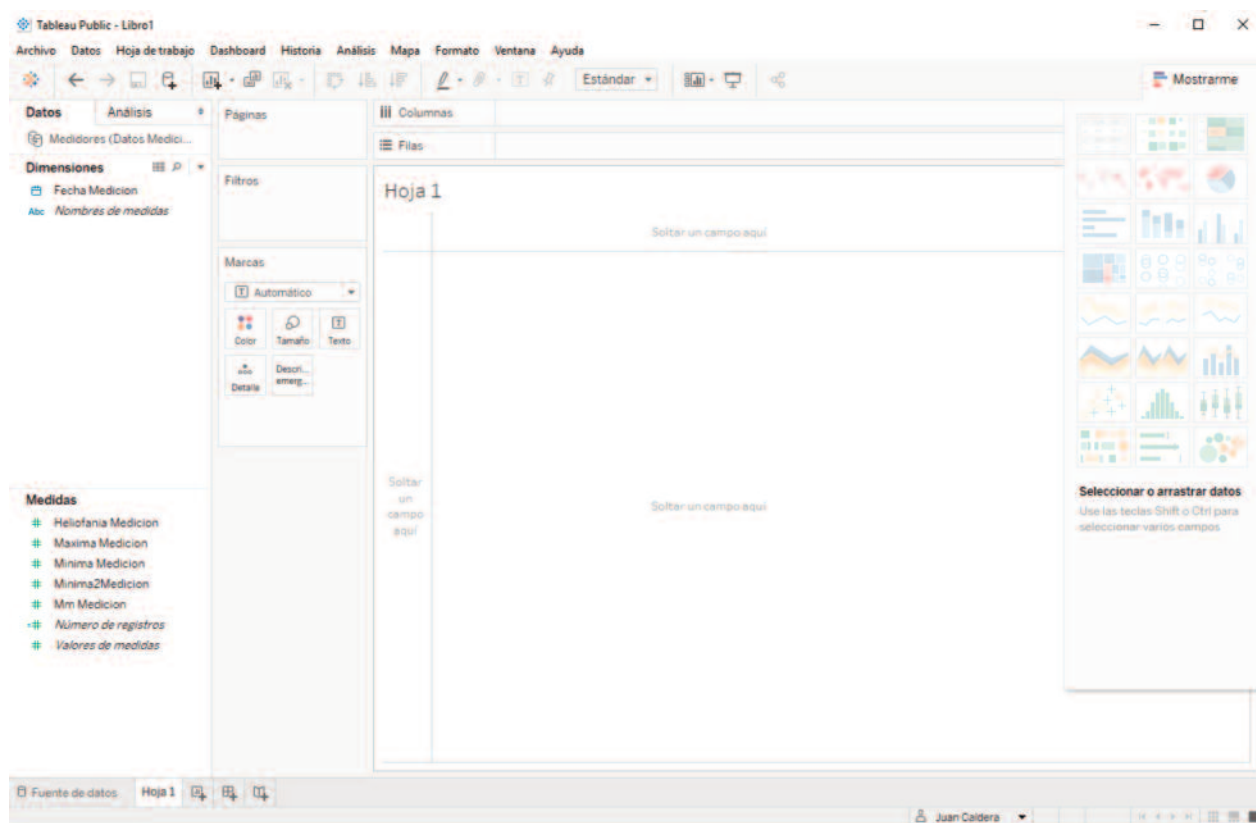 Tableau Public - Libro1
Archivo Datos Hoja de trabajo Dashboard Historia Análisis Mapa Formato Ventana Ayuda
Estándar
Mostrarme
Datos Análisis
Medidores (Datos Medici...
Dimensiones
Fecha Medicion
Abc Nombres de medidas
Medidas
Heliofania Medicion
Maxima Medicion
Minima Medicion
Minima2Medicion
Mm Medicion
Número de registros
Valores de medidas
Páginas
Filtros
Marcas
Automático
Color Tamaño Texto
Detalle Descri...
emerg...
Columnas
Filas
Hoja 1
Soltar un campo aquí
Soltar
un
campo
aquí
Soltar un campo aquí
Seleccionar o arrastrar datos
Use las teclas Shift o Ctrl para
seleccionar varios campos
Fuente de datos Hoja 1
Juan Caldera